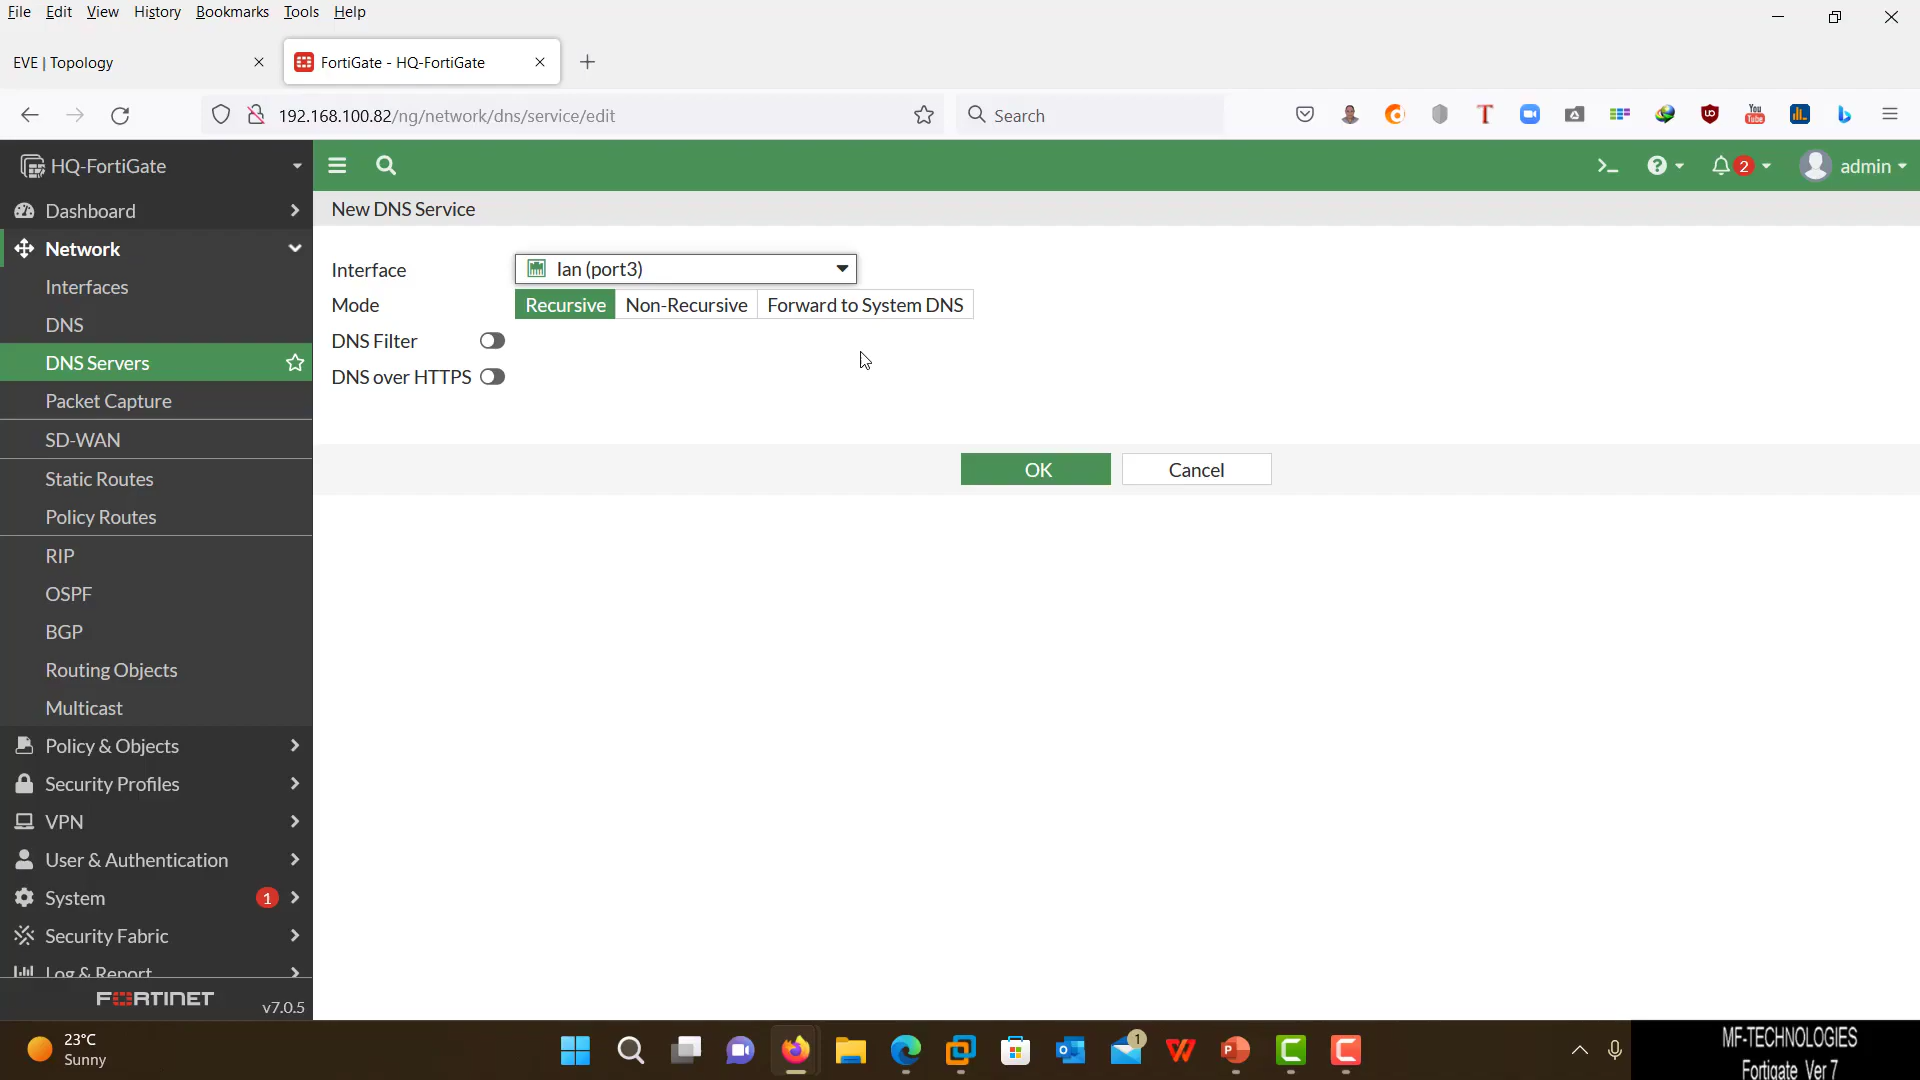 File Edit View History Bookmarks Tools Help
EVE | Topology
FortiGate - HQ-FortiGate
192.168.100.82/ng/network/dns/service/edit
Search
HQ-FortiGate
2
admin
Dashboard
New DNS Service
Network
Interface
lan (port3)
Interfaces
Mode
Recursive
Non-Recursive
Forward to System DNS
DNS
DNS Filter
DNS Servers
DNS over HTTPS
Packet Capture
SD-WAN
OK
Cancel
Static Routes
Policy Routes
RIP
OSPF
BGP
Routing Objects
Multicast
Policy & Objects
Security Profiles
VPN
User & Authentication
System
1
Security Fabric
Log & Report
FORTINET
v7.0.5
23°C
Sunny
1
MF-TECHNOLOGIES
Fortigate Ver 7